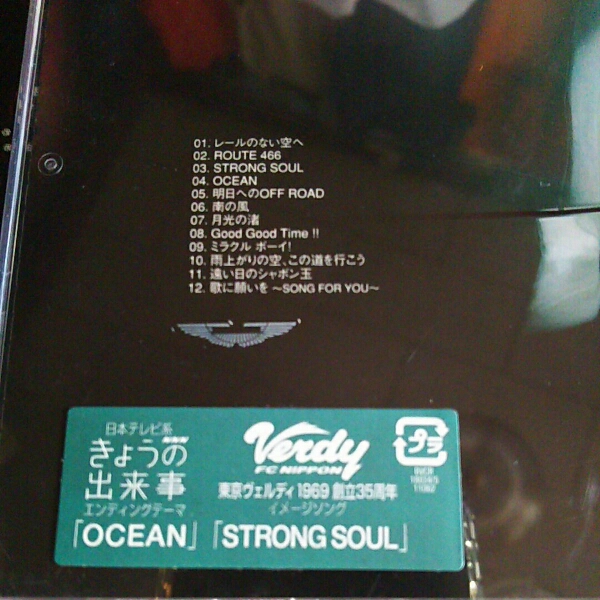 01. レールのない空へ
02. ROUTE 466
03. STRONG SOUL
04. OCEAN
05. 明日へのOFF ROAD
06. 南の風
07. 月光の渚
08. Good Good Time !!
09. ミラクル ボーイ!
10. 雨上がりの空、この道を行こう
11. 遠い日のシャボン玉
12. 歌に願いを 〜SONG FOR YOU〜
日本テレビ系
きょうの
出来事
エンディングテーマ
「OCEAN」
Verdy
FC NIPPON
東京ヴェルディ1969 創立35周年
イメージソング
「STRONG SOUL」
プラ